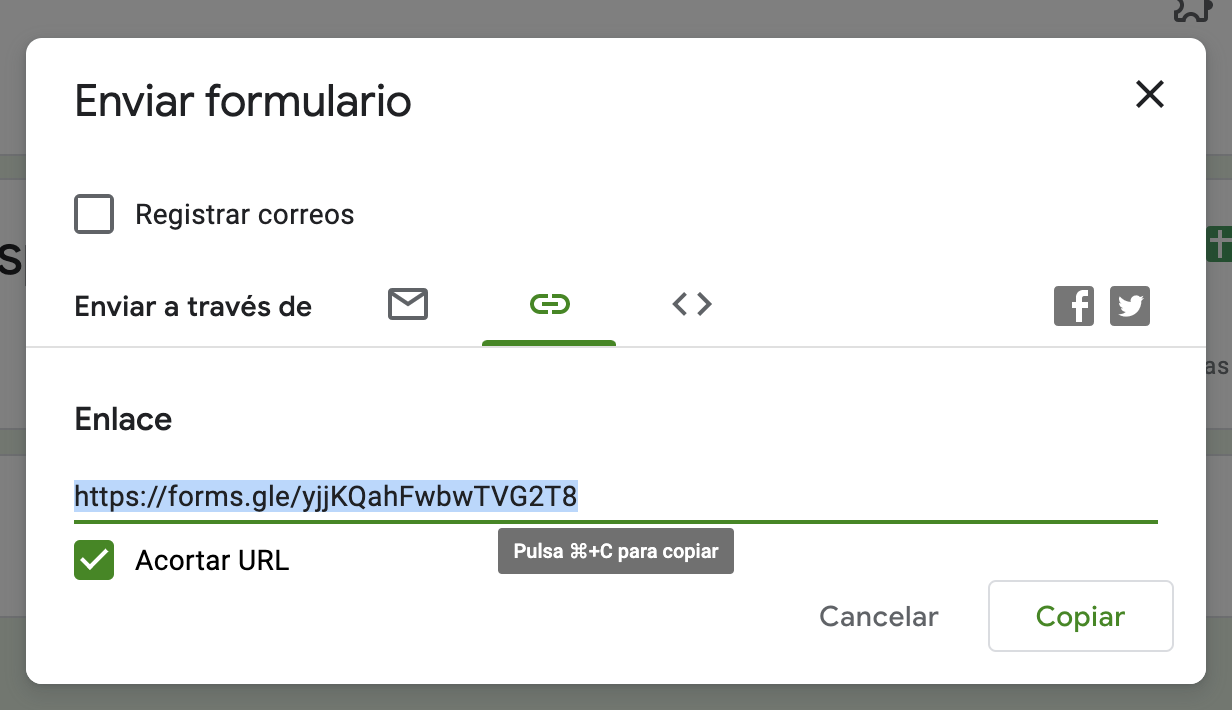 Enviar formulario
Registrar correos
Enviar a través de
Enlace
https://forms.gle/yjjKQahFwbwTVG2T8
Pulsa ⌘+C para copiar
Acortar URL
Cancelar
Copiar
as